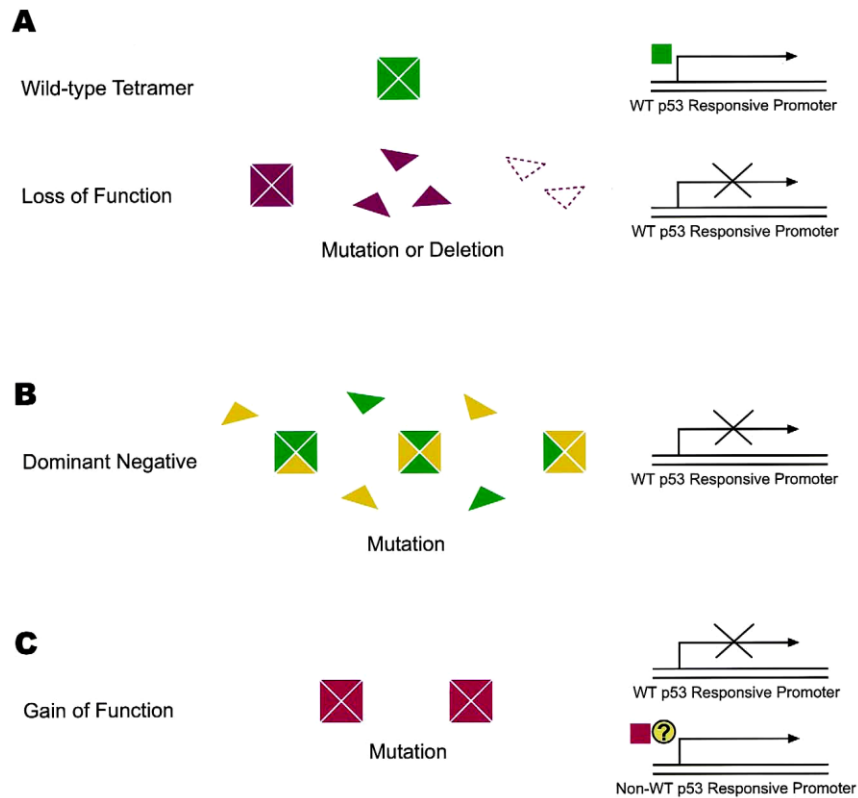 A
Wild-type Tetramer
WT p53 Responsive Promoter
Loss of Function
Mutation or Deletion
WT p53 Responsive Promoter
B
Dominant Negative
Mutation
WT p53 Responsive Promoter
C
Gain of Function
Mutation
WT p53 Responsive Promoter
?
Non-WT p53 Responsive Promoter